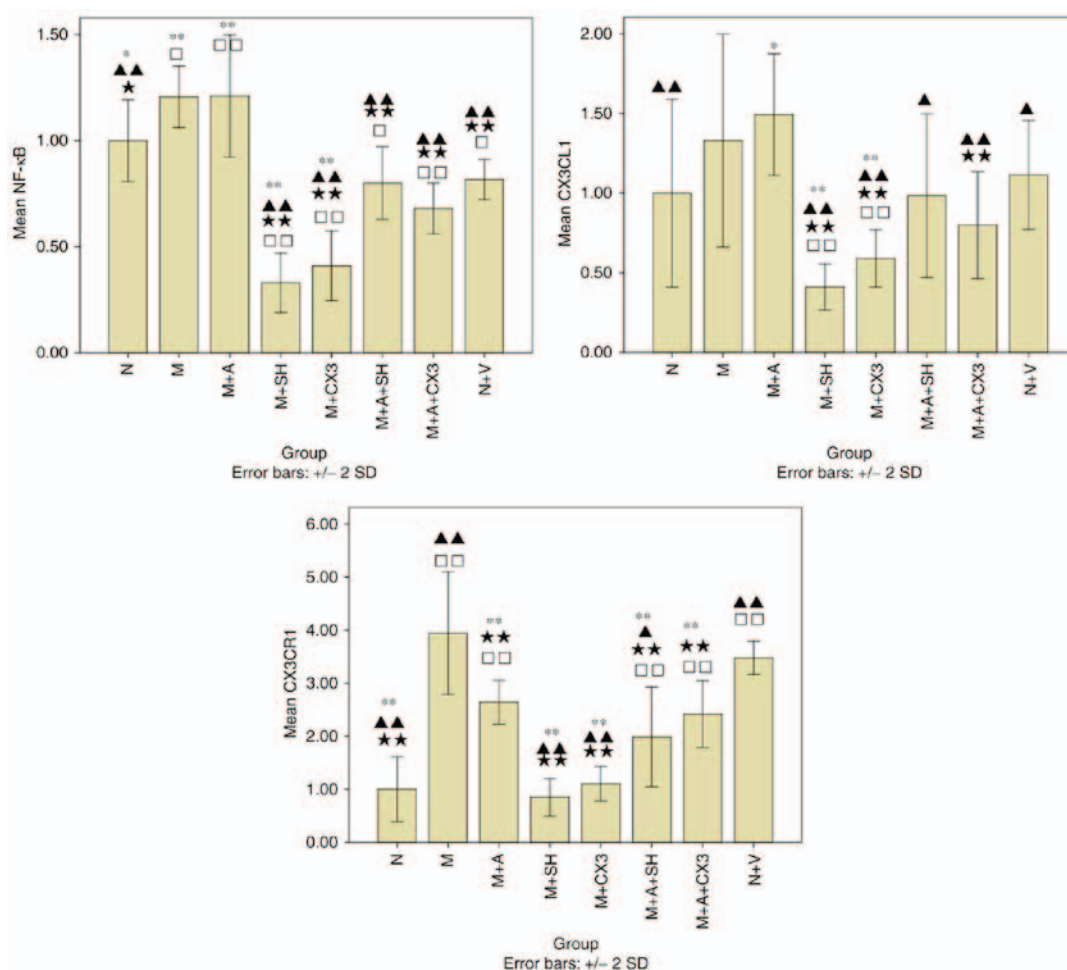 Mean NF-κB
1.50
1.00
0.50
0.00
*
▲▲
★
**
□
**
□□
**
▲▲
★★
□□
**
▲▲
★★
□□
▲▲
★★
□
▲▲
★★
□□
▲▲
★★
□
N
M
M+A
M+SH
M+CX3
M+A+SH
M+A+CX3
N+V
Group
Error bars: +/− 2 SD
Mean CX3CL1
2.00
1.50
1.00
0.50
0.00
▲▲
*
**
▲▲
★★
□□
**
▲▲
★★
□□
▲
▲▲
★★
▲
N
M
M+A
M+SH
M+CX3
M+A+SH
M+A+CX3
N+V
Group
Error bars: +/− 2 SD
Mean CX3CR1
6.00
5.00
4.00
3.00
2.00
1.00
0.00
**
▲▲
★★
▲▲
□□
**
★★
□□
**
▲▲
★★
**
▲▲
★★
**
▲
★★
□□
**
★★
□□
▲▲
□□
N
M
M+A
M+SH
M+CX3
M+A+SH
M+A+CX3
N+V
Group
Error bars: +/− 2 SD